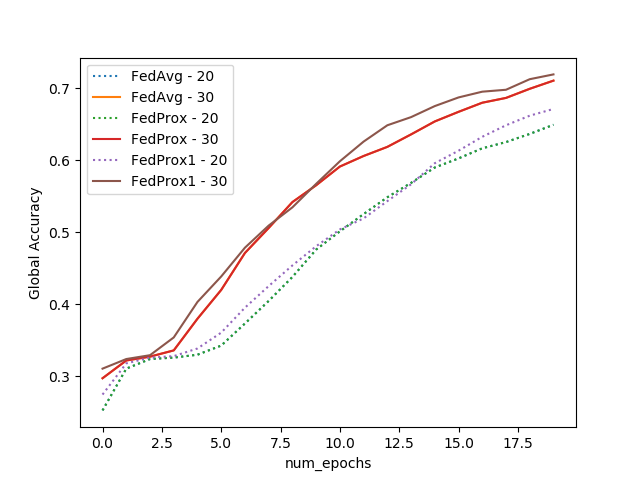 FedAvg - 20
FedAvg - 30
FedProx - 20
FedProx - 30
FedProx1 - 20
FedProx1 - 30
0.7
0.6
0.5
0.4
0.3
Global Accuracy
0.0 2.5 5.0 7.5 10.0 12.5 15.0 17.5
num_epochs